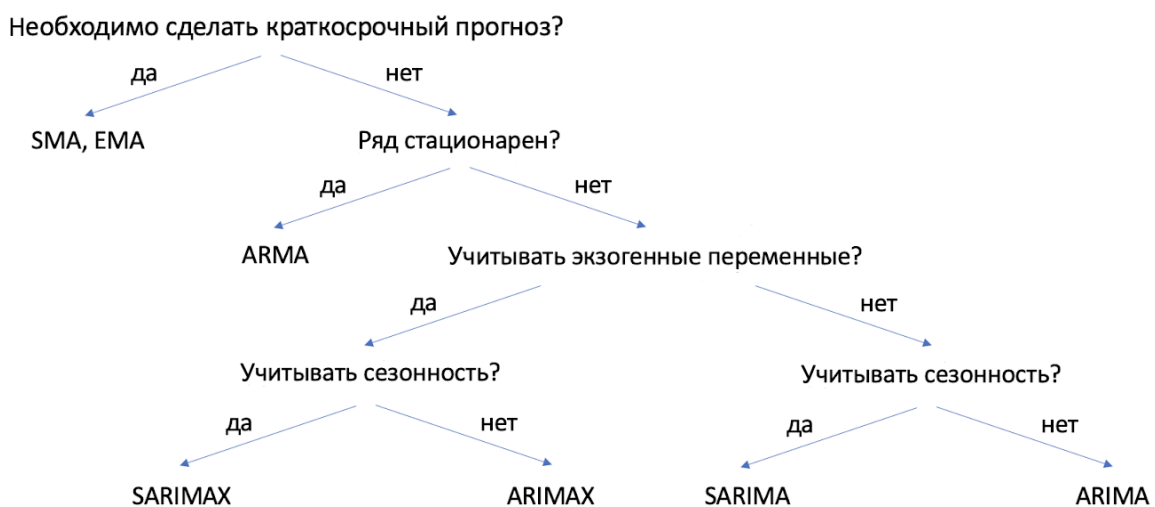 Необходимо сделать краткосрочный прогноз?
да
нет
SMA, EMA
Ряд стационарен?
да
нет
ARMA
Учитывать экзогенные переменные?
да
нет
Учитывать сезонность?
Учитывать сезонность?
да
нет
да
нет
SARIMAX
ARIMAX
SARIMA
ARIMA